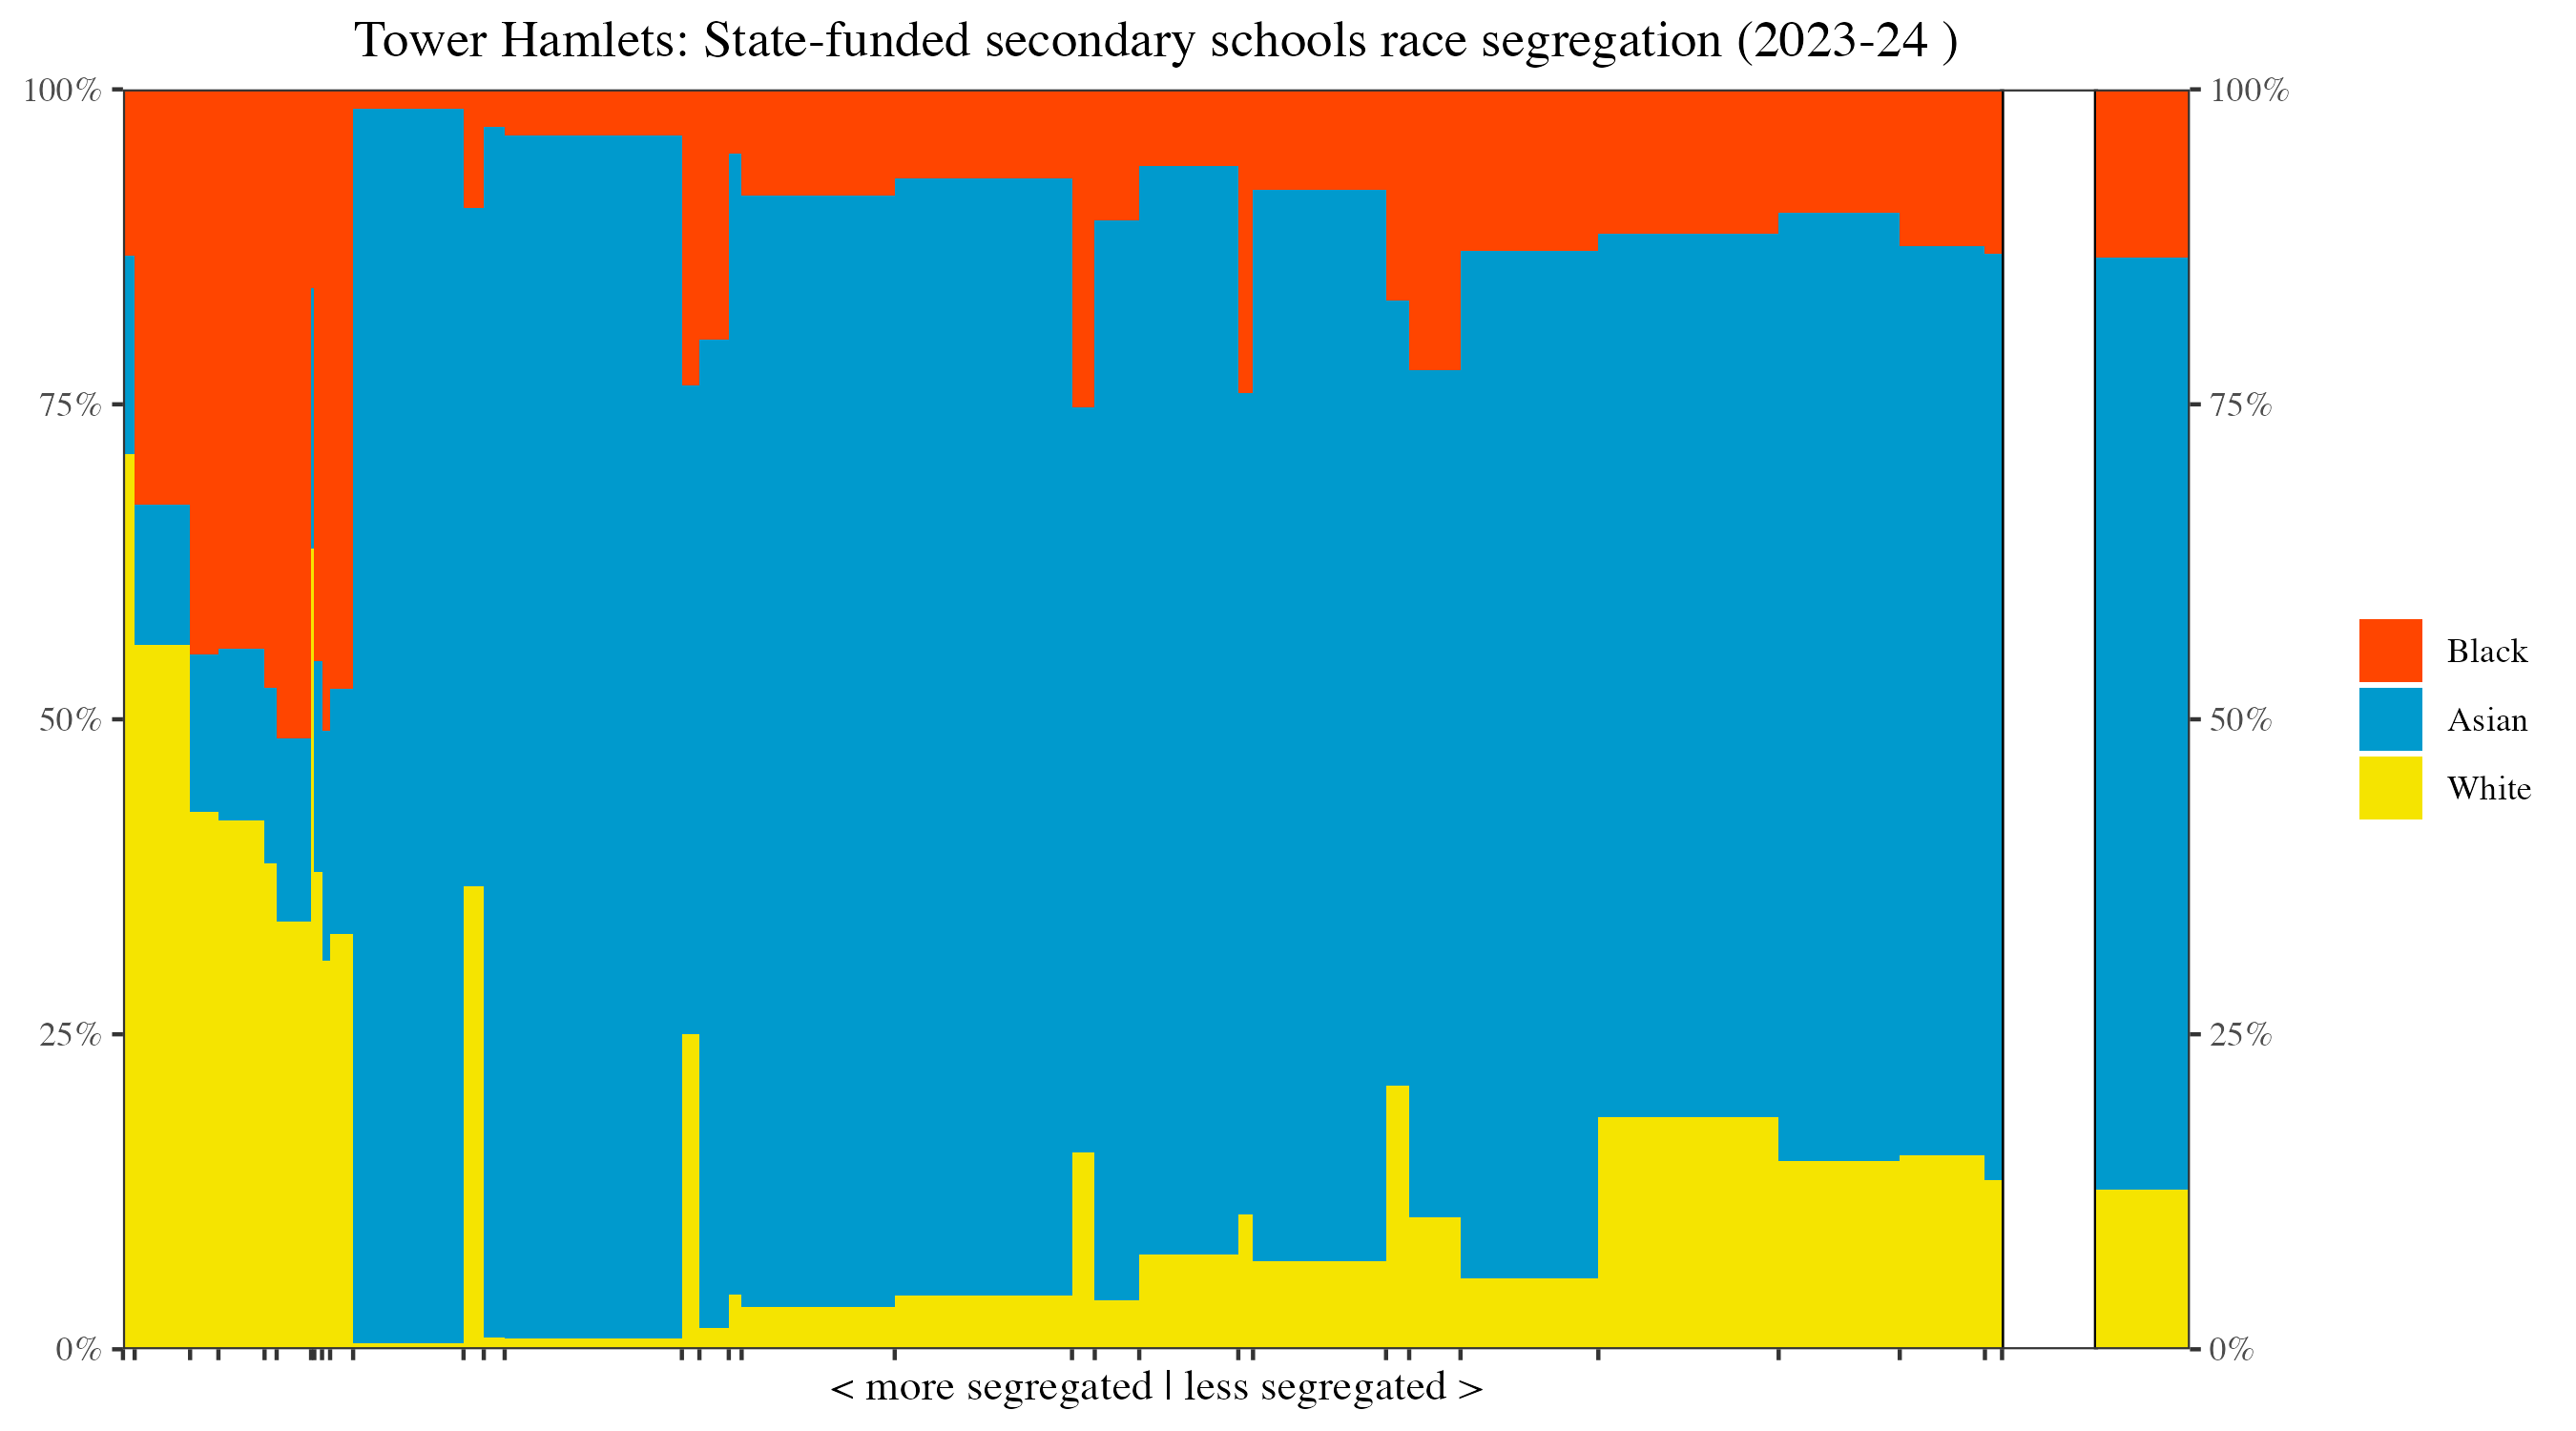 Tower Hamlets: State-funded secondary schools race segregation (2023-24 )
100%
100%
75%
75%
Black
50%
50%
Asian
White
25%
25%
0%
0%
< more segregated | less segregated >